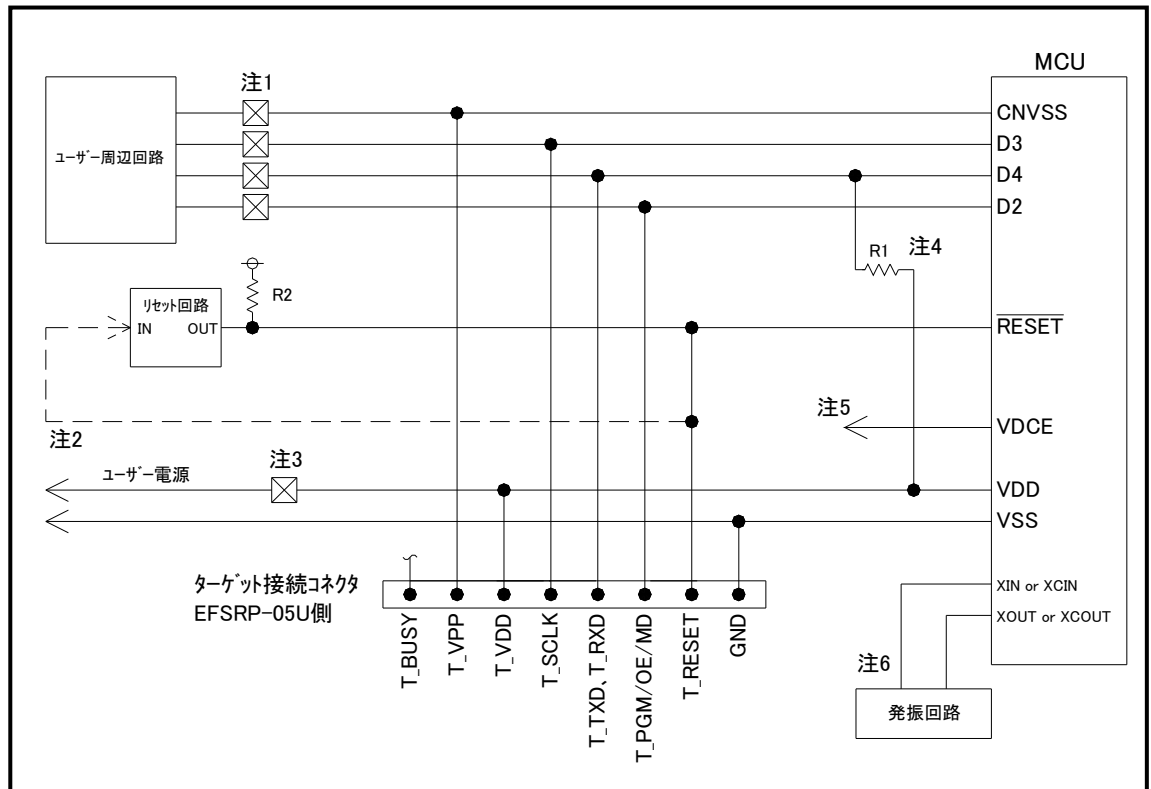 MCU
注1
CNVSS
D3
ユーザー周辺回路
D4
D2
R1
注4
リセット回路
R2
IN
OUT
RESET
注5
VDCE
注2
注3
ユーザー電源
VDD
VSS
ターゲット接続コネクタ
EFSRP-05U側
XIN or XCIN
XOUT or XCOUT
T_BUSY
T_VPP
T_VDD
T_SCLK
T_TXD、T_RXD
T_PGM/OE/MD
T_RESET
GND
注6
発振回路